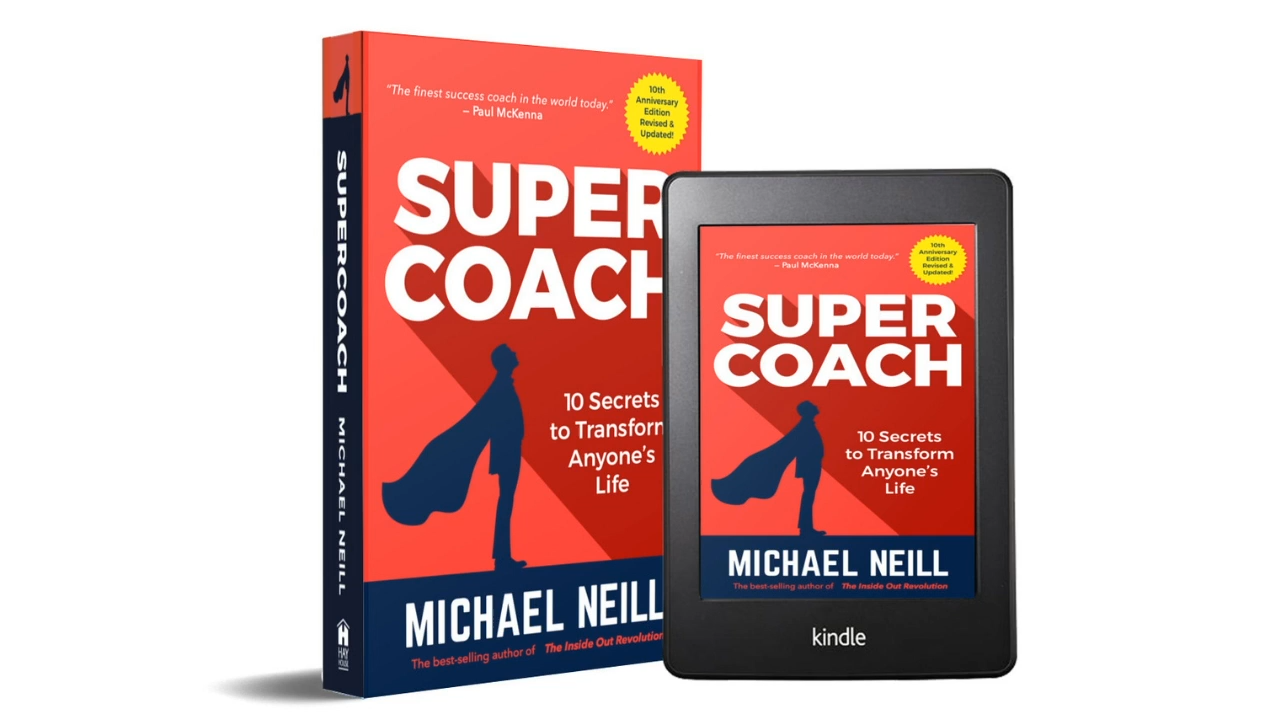 SUPERCOACH MICHAEL NEILL
HAY
HOUSE
"The finest success coach in the world today."
– Paul McKenna
10th
Anniversary
Edition
Revised &
Updated!
SUPER
COACH
10 Secrets
to Transform
Anyone's
Life
MICHAEL NEILL
The best-selling author of The Inside Out Revolution
"The finest success coach in the world today."
– Paul McKenna
10th
Anniversary
Edition
Revised &
Updated!
SUPER
COACH
10 Secrets
to Transform
Anyone's
Life
MICHAEL NEILL
The best-selling author of The Inside Out Revolution
kindle